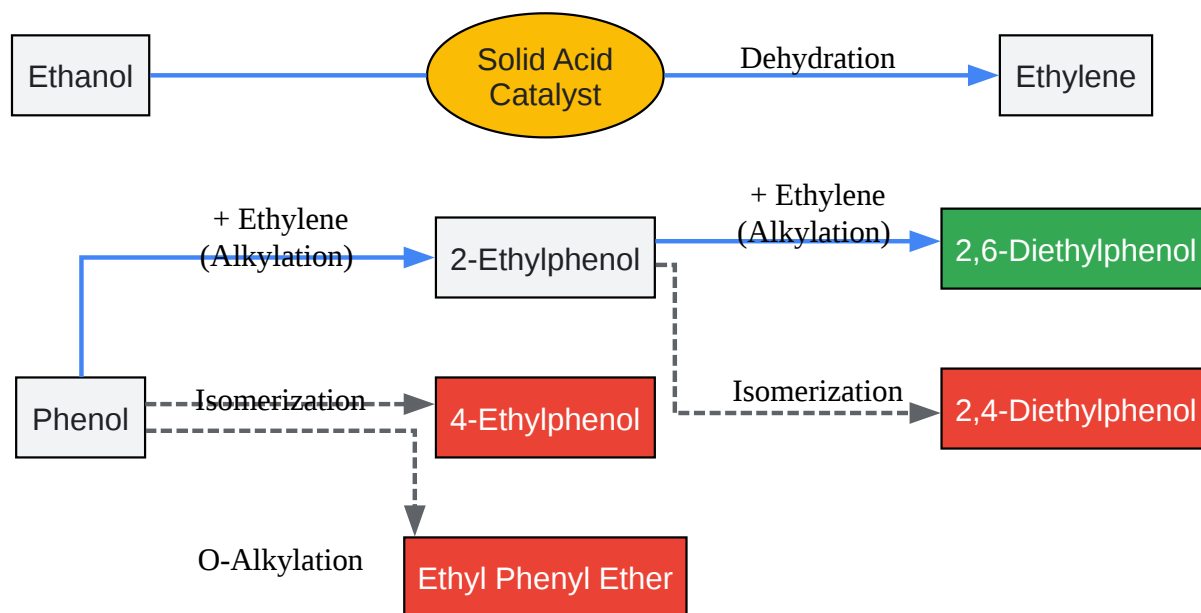 Ethanol
Solid Acid
Catalyst
Dehydration
Ethylene
+ Ethylene
(Alkylation)
2-Ethylphenol
+ Ethylene
(Alkylation)
2,6-Diethylphenol
Phenol
Isomerization
4-Ethylphenol
Isomerization
2,4-Diethylphenol
O-Alkylation
Ethyl Phenyl Ether